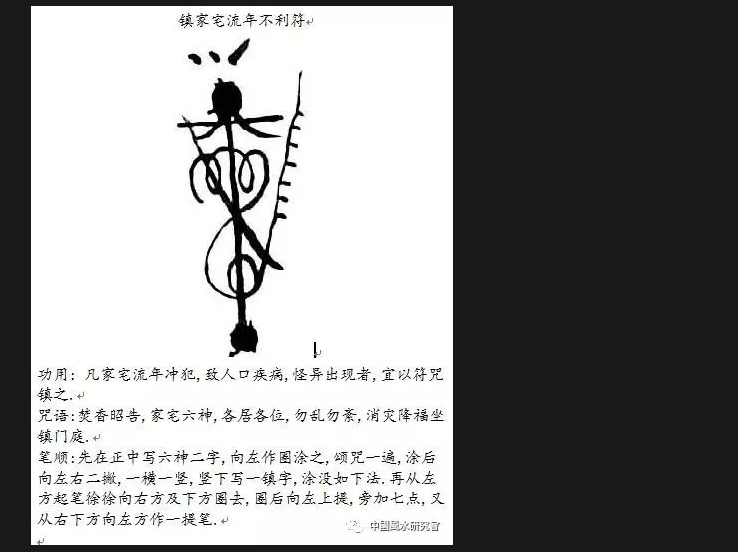 镇家宅流年不利符
功用: 凡家宅流年冲犯,致人口疾病,怪异出现者,宜以符咒
镇之.
咒语:焚香昭告,家宅六神,各居各位,勿乱勿紊,消灾降福坐
镇门庭.
笔顺:先在正中写六神二字,向左作圈涂之,颂咒一遍,涂后
向左右二撇,一横一竖,竖下写一镇字,涂没如下法.再从左
方起笔徐徐向右方及下方圈去,圈后向左上提,旁加七点,又
从右下方向左方作一提笔.
中国風水研究會